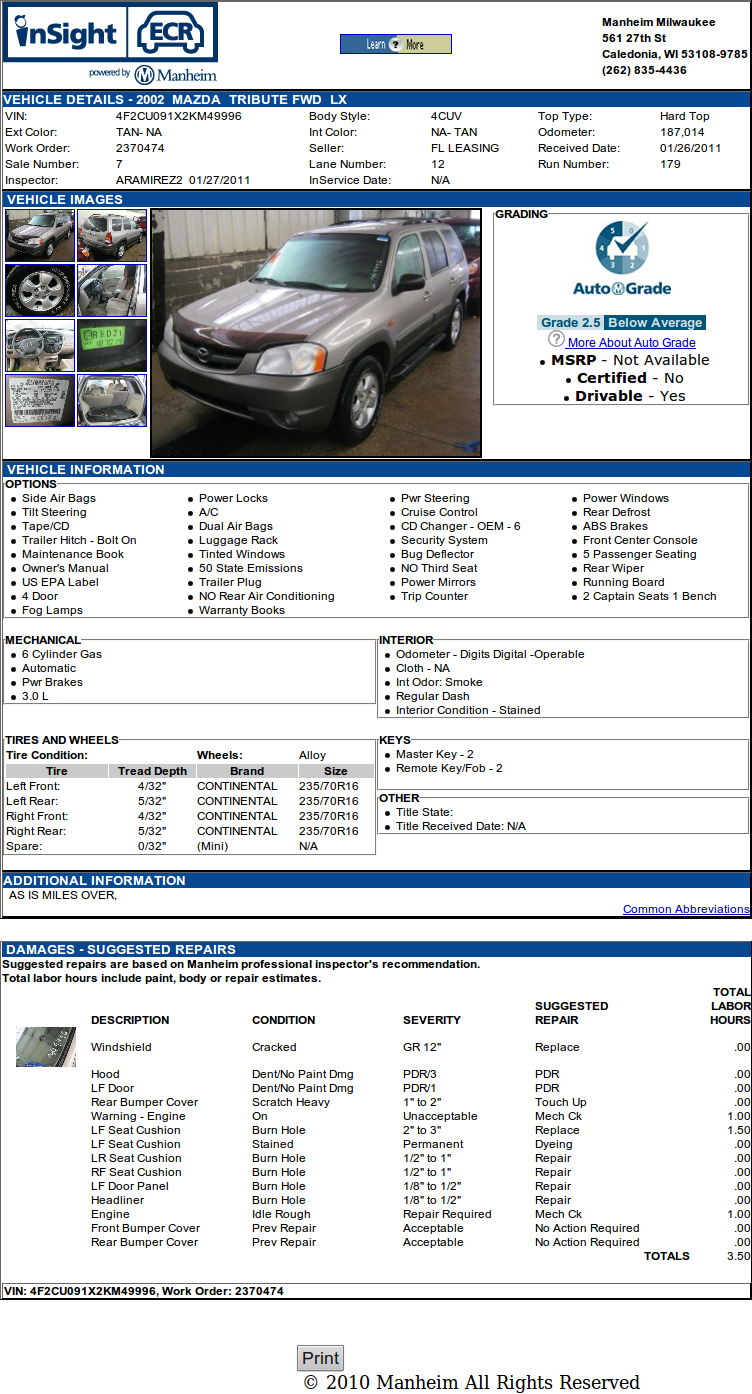 inSight ECR
powered by Manheim
Learn ? More
Manheim Milwaukee
561 27th St
Caledonia, WI 53108-9785
(262) 835-4436
VEHICLE DETAILS - 2002 MAZDA TRIBUTE FWD LX
VIN: 4F2CU091X2KM49996 Body Style: 4CUV Top Type: Hard Top
Ext Color: TAN- NA Int Color: NA- TAN Odometer: 187,014
Work Order: 2370474 Seller: FL LEASING Received Date: 01/26/2011
Sale Number: 7 Lane Number: 12 Run Number: 179
Inspector: ARAMIREZ2 01/27/2011 InService Date: N/A
VEHICLE IMAGES
GRADING
5 0 4 1 3 2
Auto Grade
Grade 2.5 Below Average
? More About Auto Grade
• MSRP - Not Available
• Certified - No
• Drivable - Yes
VEHICLE INFORMATION
OPTIONS
• Side Air Bags • Power Locks • Pwr Steering • Power Windows
• Tilt Steering • A/C • Cruise Control • Rear Defrost
• Tape/CD • Dual Air Bags • CD Changer - OEM - 6 • ABS Brakes
• Trailer Hitch - Bolt On • Luggage Rack • Security System • Front Center Console
• Maintenance Book • Tinted Windows • Bug Deflector • 5 Passenger Seating
• Owner's Manual • 50 State Emissions • NO Third Seat • Rear Wiper
• US EPA Label • Trailer Plug • Power Mirrors • Running Board
• 4 Door • NO Rear Air Conditioning • Trip Counter • 2 Captain Seats 1 Bench
• Fog Lamps • Warranty Books
MECHANICAL
• 6 Cylinder Gas
• Automatic
• Pwr Brakes
• 3.0 L
INTERIOR
• Odometer - Digits Digital -Operable
• Cloth - NA
• Int Odor: Smoke
• Regular Dash
• Interior Condition - Stained
TIRES AND WHEELS
Tire Condition: Wheels: Alloy
Tire Tread Depth Brand Size
Left Front: 4/32" CONTINENTAL 235/70R16
Left Rear: 5/32" CONTINENTAL 235/70R16
Right Front: 4/32" CONTINENTAL 235/70R16
Right Rear: 5/32" CONTINENTAL 235/70R16
Spare: 0/32" (Mini) N/A
KEYS
• Master Key - 2
• Remote Key/Fob - 2
OTHER
• Title State:
• Title Received Date: N/A
ADDITIONAL INFORMATION
AS IS MILES OVER,
Common Abbreviations
DAMAGES - SUGGESTED REPAIRS
Suggested repairs are based on Manheim professional inspector's recommendation.
Total labor hours include paint, body or repair estimates.
DESCRIPTION CONDITION SEVERITY SUGGESTED REPAIR TOTAL LABOR HOURS
Windshield Cracked GR 12" Replace .00
Hood Dent/No Paint Dmg PDR/3 PDR .00
LF Door Dent/No Paint Dmg PDR/1 PDR .00
Rear Bumper Cover Scratch Heavy 1" to 2" Touch Up .00
Warning - Engine On Unacceptable Mech Ck 1.00
LF Seat Cushion Burn Hole 2" to 3" Replace 1.50
LF Seat Cushion Stained Permanent Dyeing .00
LR Seat Cushion Burn Hole 1/2" to 1" Repair .00
RF Seat Cushion Burn Hole 1/2" to 1" Repair .00
LF Door Panel Burn Hole 1/8" to 1/2" Repair .00
Headliner Burn Hole 1/8" to 1/2" Repair .00
Engine Idle Rough Repair Required Mech Ck 1.00
Front Bumper Cover Prev Repair Acceptable No Action Required .00
Rear Bumper Cover Prev Repair Acceptable No Action Required .00
TOTALS 3.50
VIN: 4F2CU091X2KM49996, Work Order: 2370474
Print
© 2010 Manheim All Rights Reserved